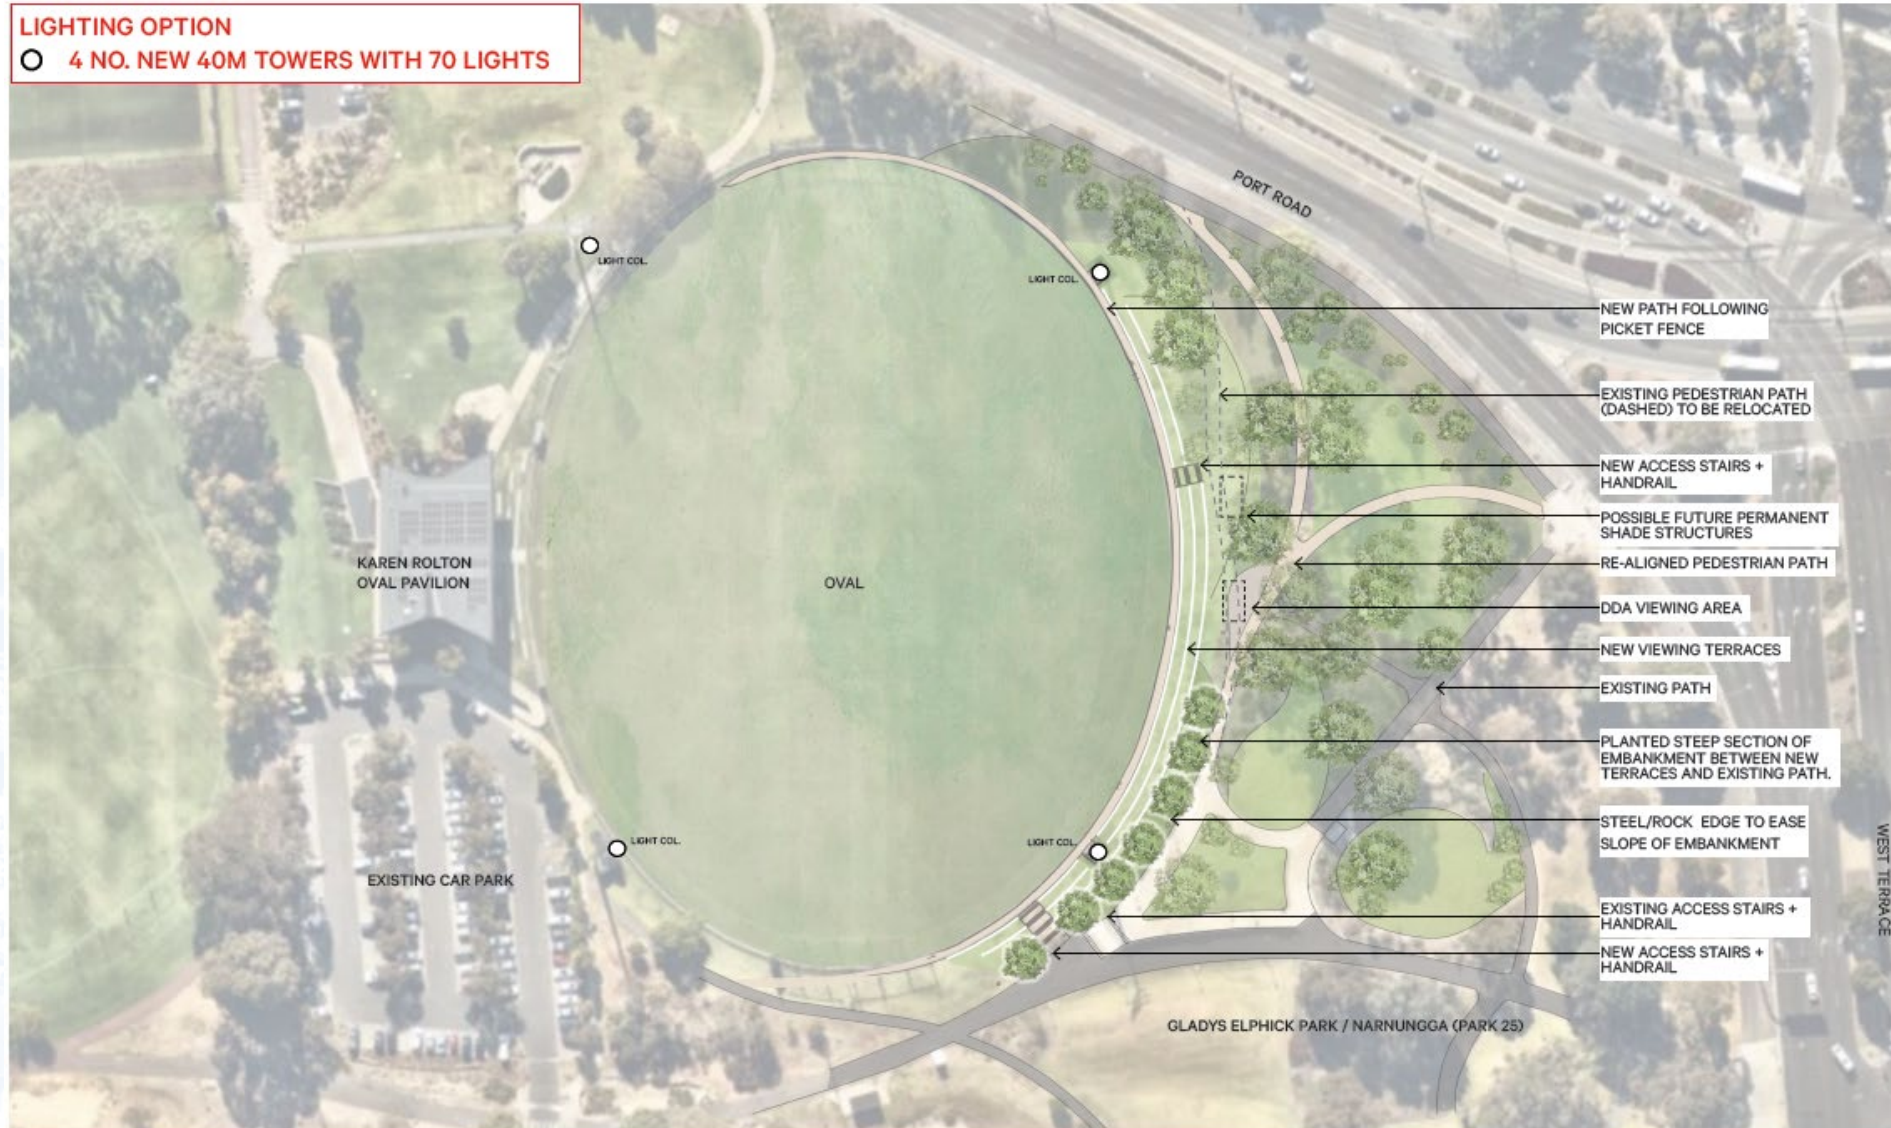 LIGHTING OPTION
4 NO. NEW 40M TOWERS WITH 70 LIGHTS
PORT ROAD
LIGHT COL.
LIGHT COL.
NEW PATH FOLLOWING
PICKET FENCE
EXISTING PEDESTRIAN PATH
(DASHED) TO BE RELOCATED
NEW ACCESS STAIRS +
HANDRAIL
POSSIBLE FUTURE PERMANENT
SHADE STRUCTURES
KAREN ROLTON
OVAL PAVILION
OVAL
RE-ALIGNED PEDESTRIAN PATH
DDA VIEWING AREA
NEW VIEWING TERRACES
EXISTING PATH
PLANTED STEEP SECTION OF
EMBANKMENT BETWEEN NEW
TERRACES AND EXISTING PATH.
STEEL/ROCK EDGE TO EASE
SLOPE OF EMBANKMENT
LIGHT COL.
LIGHT COL.
EXISTING CAR PARK
WEST TERRACE
EXISTING ACCESS STAIRS +
HANDRAIL
NEW ACCESS STAIRS +
HANDRAIL
GLADYS ELPHICK PARK / NARNUNGGA (PARK 25)